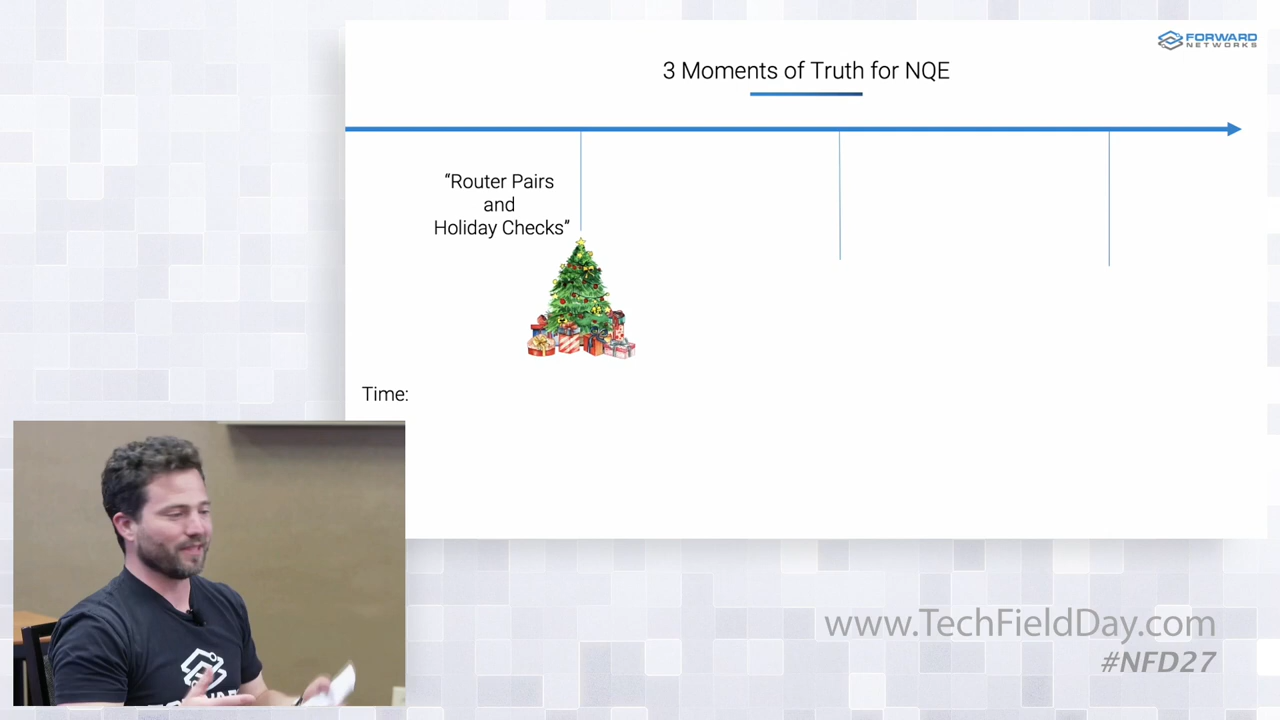 FORWARD
NETWORKS
3 Moments of Truth for NQE
“Router Pairs
and
Holiday Checks”
Time:
www.TechFieldDay.com
#NFD27